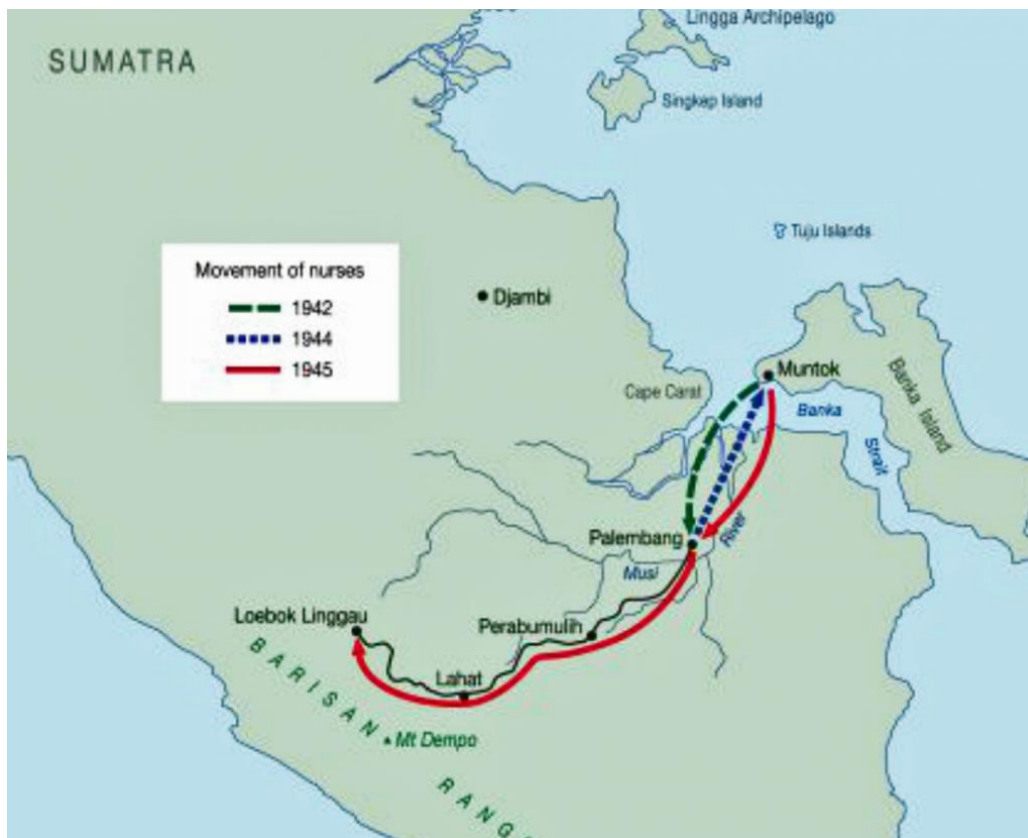 Lingga Archipelago
SUMATRA
Singkep Island
Tuju Islands
Movement of nurses
1942
1944
1945
Djambi
Muntok
Cape Carat
Banka
Strait
Banka Island
Palembang
River
Musi
Loebok Linggau
Perabumulih
Lahat
BARISAN
Mt Dempo